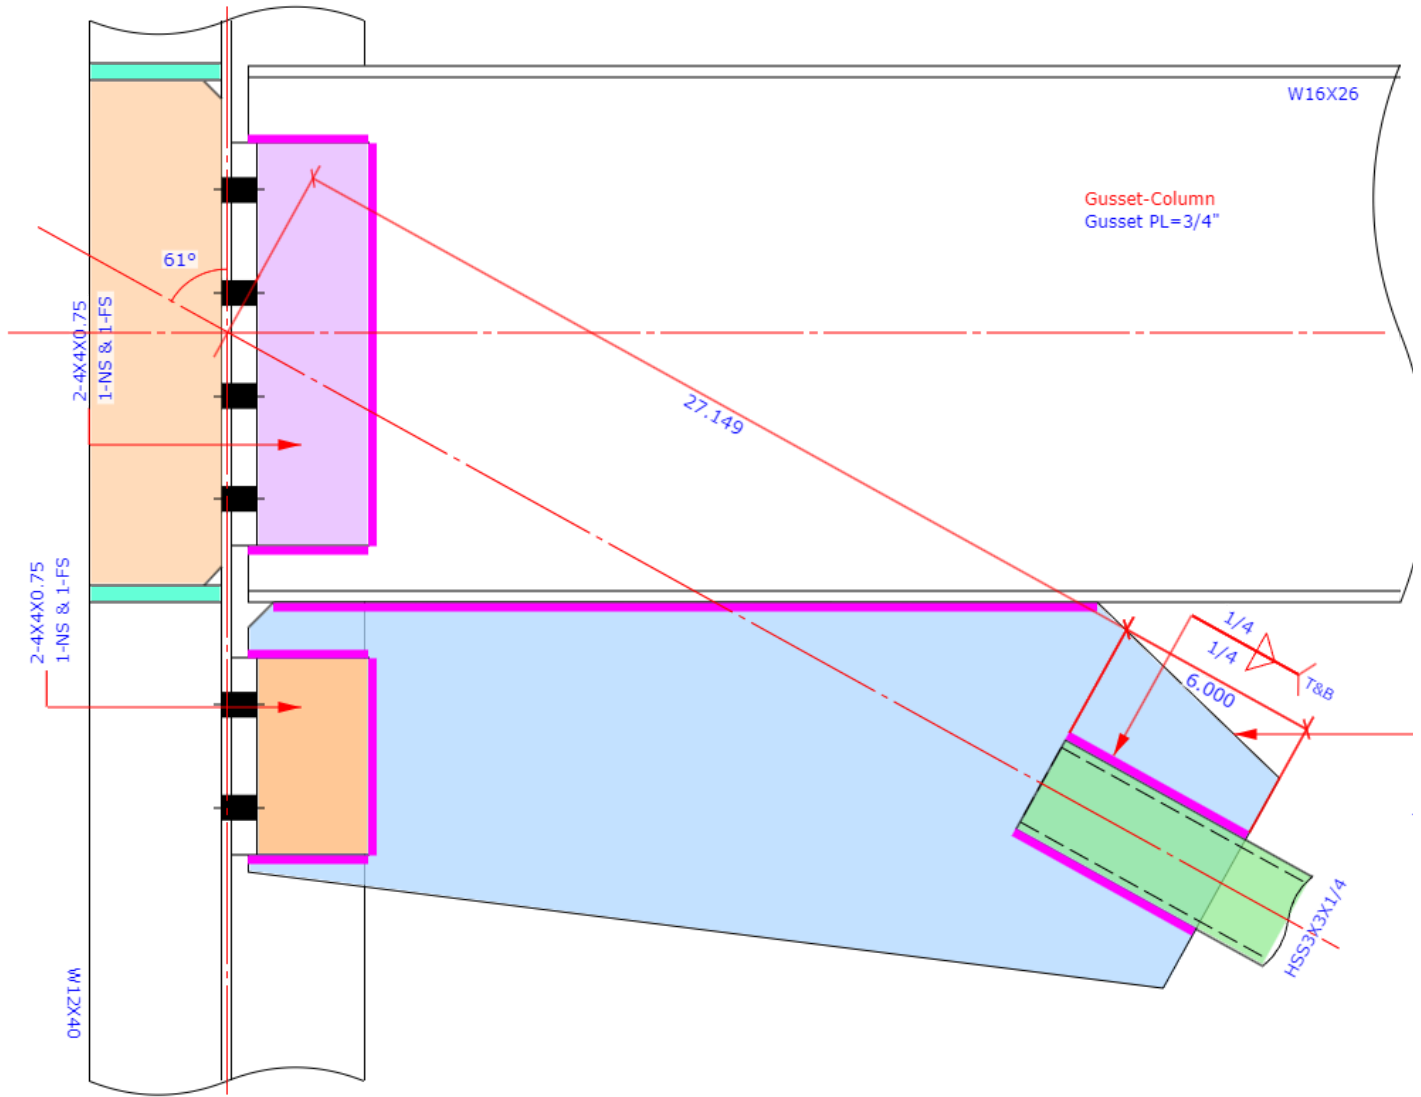 W16X26
Gusset-Column
Gusset PL=3/4"
61°
2-4X4X0.75
1-NS & 1-FS
27.149
2-4X4X0.75
1-NS & 1-FS
1/4
1/4
T&B
6.000
HSS3X3X1/4
W12X40